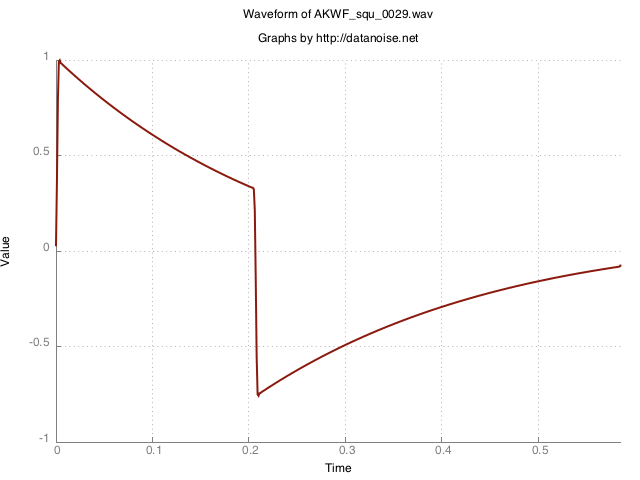 Waveform of AKWF_squ_0029.wav
Graphs by http://datanoise.net
1
0.5
0
-0.5
-1
Value
0 0.1 0.2 0.3 0.4 0.5
Time